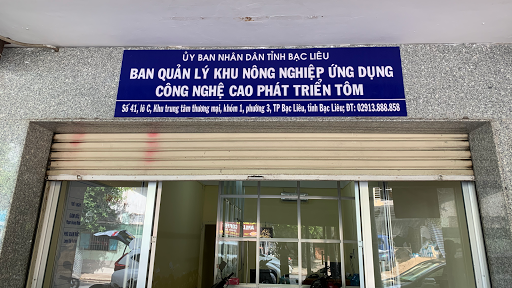 ỦY BAN NHÂN DÂN TỈNH BẠC LIÊU
BAN QUẢN LÝ KHU NÔNG NGHIỆP ỨNG DỤNG
CÔNG NGHỆ CAO PHÁT TRIỂN TÔM
Số 41, lô C, Khu trung tâm thương mại, khóm 1, phường 3, TP Bạc Liêu, tỉnh Bạc Liêu; ĐT: 02913.888.858